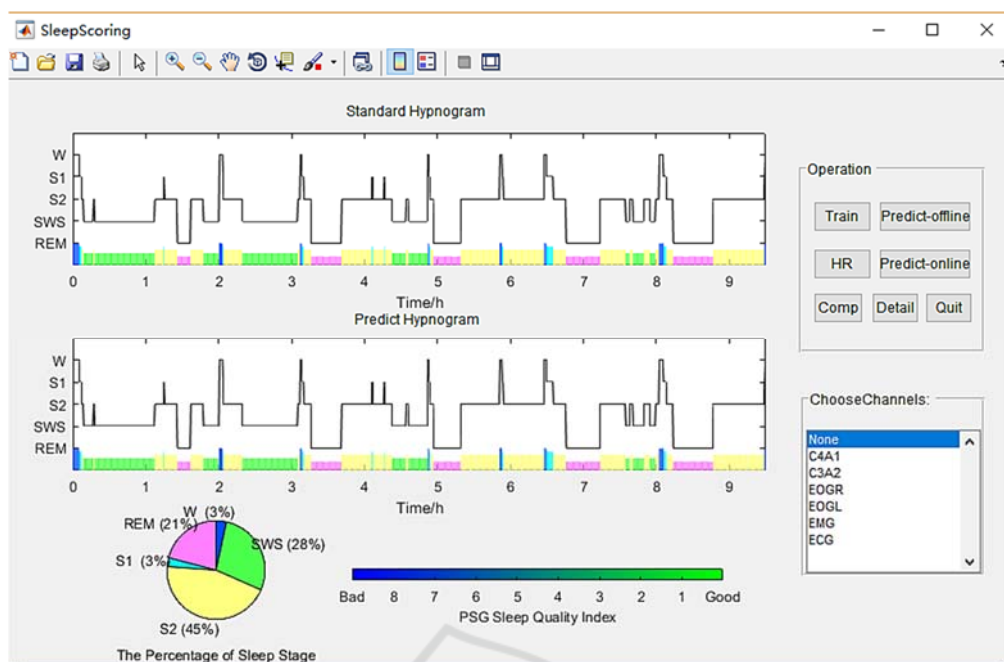 SleepScoring
Standard Hypnogram
W
S1
S2
SWS
REM
0 1 2 3 4 5 6 7 8 9
Time/h
Predict Hypnogram
W
S1
S2
SWS
REM
0 1 2 3 4 5 6 7 8 9
Time/h
W (3%)
REM (21%)
SWS (28%)
S1 (3%)
S2 (45%)
The Percentage of Sleep Stage
Bad 8 7 6 5 4 3 2 1 Good
PSG Sleep Quality Index
Operation
Train Predict-offline
HR Predict-online
Comp Detail Quit
ChooseChannels:
None
C4A1
C3A2
EOGR
EOGL
EMG
ECG